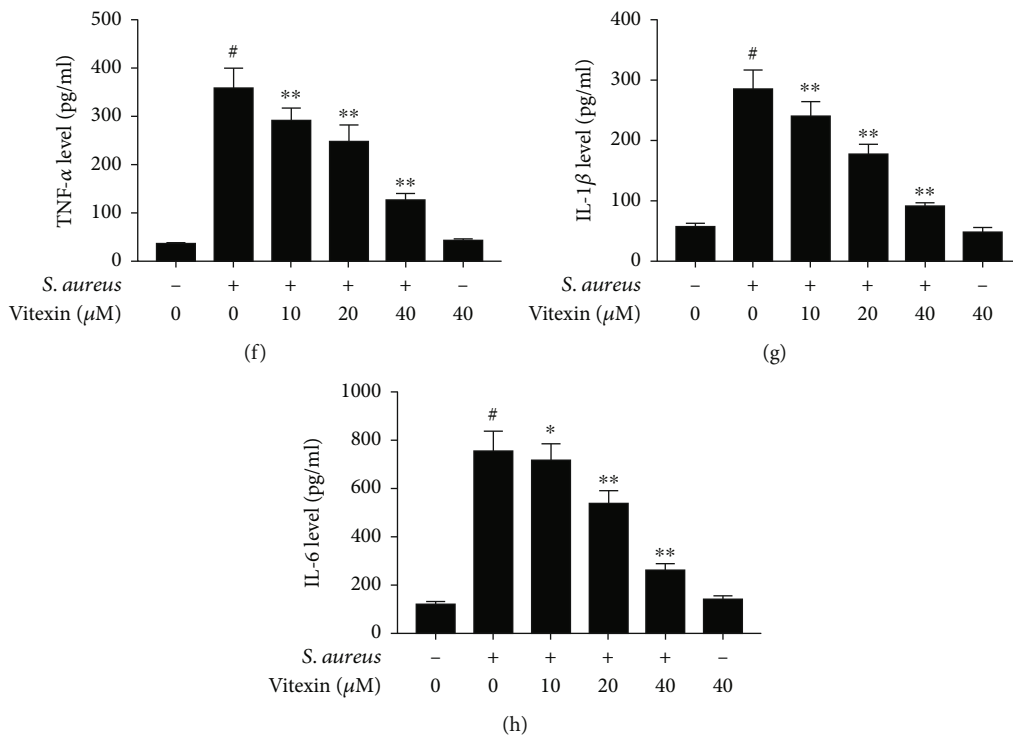 500
400
300
200
100
0
TNF-α level (pg/ml)
#
**
**
**
S. aureus – + + + + –
Vitexin (μM) 0 0 10 20 40 40
(f)
400
300
200
100
0
IL-1β level (pg/ml)
#
**
**
**
S. aureus – + + + + –
Vitexin (μM) 0 0 10 20 40 40
(g)
1000
800
600
400
200
0
IL-6 level (pg/ml)
#
*
**
**
S. aureus – + + + + –
Vitexin (μM) 0 0 10 20 40 40
(h)